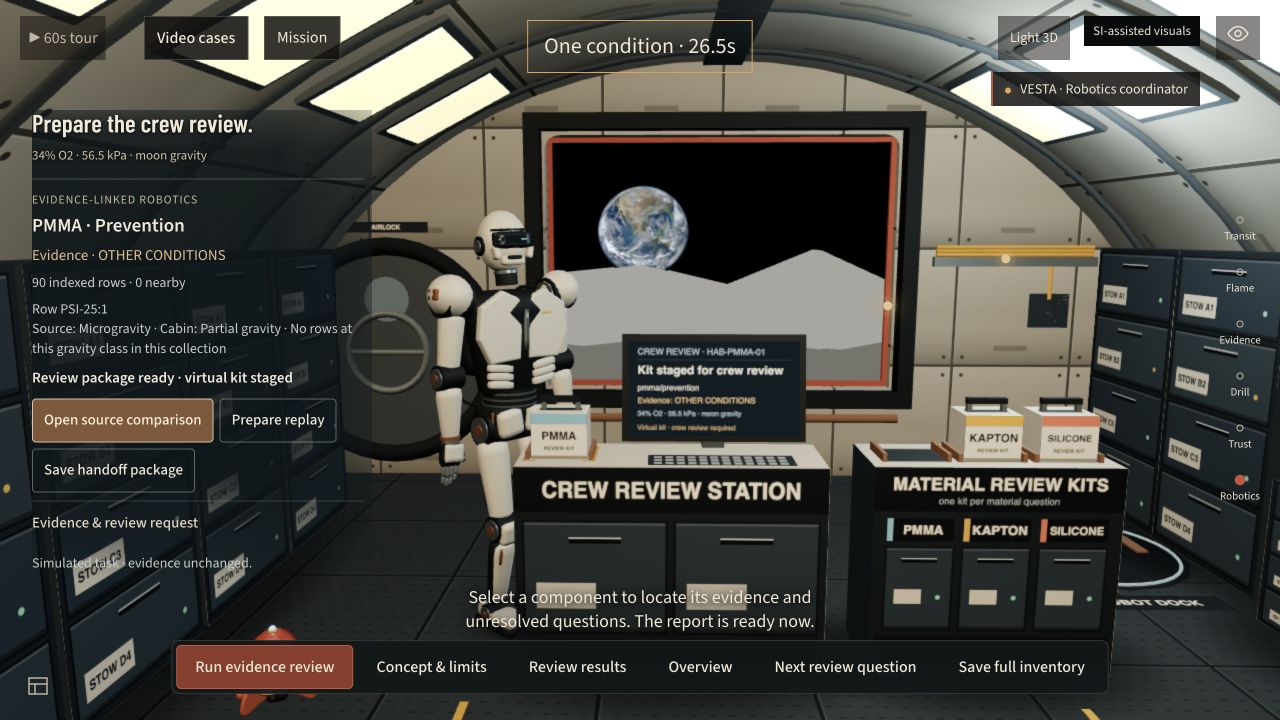 ▶ 60s tour
Video cases
Mission
One condition · 26.5s
Light 3D
SI-assisted visuals
VESTA · Robotics coordinator
Prepare the crew review.
34% O2 · 56.5 kPa · moon gravity
EVIDENCE-LINKED ROBOTICS
PMMA · Prevention
Evidence · OTHER CONDITIONS
90 indexed rows · 0 nearby
Row PSI-25:1
Source: Microgravity · Cabin: Partial gravity · No rows at
this gravity class in this collection
Review package ready · virtual kit staged
Open source comparison
Prepare replay
Save handoff package
Evidence & review request
Simulated task · evidence unchanged.
AIRLOCK
CREW REVIEW · HAB-PMMA-01
Kit staged for crew review
pmma/prevention
Evidence: OTHER CONDITIONS
34% O2 · 56.5 kPa · moon gravity
Virtual kit · crew review required
PMMA
REVIEW KIT
CREW REVIEW STATION
KAPTON
REVIEW KIT
SILICONE
REVIEW KIT
MATERIAL REVIEW KITS
one kit per material question
PMMA
KAPTON
SILICONE
STOW A1
STOW A1
STOW B2
STOW B2
STOW C3
STOW C3
STOW D4
STOW D4
STOW C3
STOW D4
ROBOT DOCK
Transit
Flame
Evidence
Drill
Trust
Robotics
Select a component to locate its evidence and
unresolved questions. The report is ready now.
Run evidence review
Concept & limits
Review results
Overview
Next review question
Save full inventory